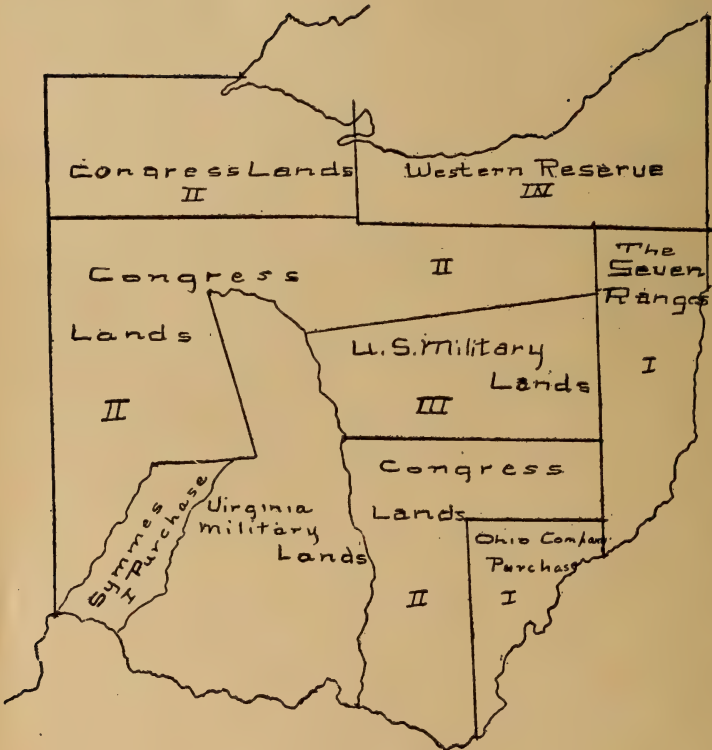 Congress Lands
II
Western Reserve
IV
Congress
Lands
II
II
The
Seven
Ranges
I
U.S. Military
Lands
III
Symmes
Purchase
I
Virginia
Military
Lands
Congress
Lands
II
Ohio Company
Purchase
I